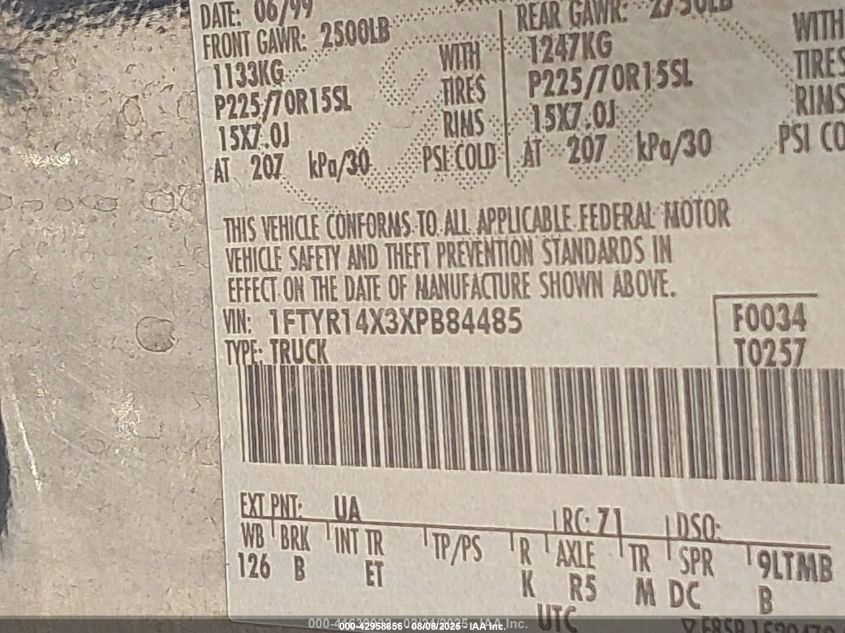 DATE: 06/99
FRONT GAWR: 2500LB
1133KG WITH
P225/70R15SL TIRES
15X7.0J RIMS
AT 207 kPa/30 PSI COLD
REAR GAWR: 2750LB
1247KG WITH
P225/70R15SL TIRES
15X7.0J RIMS
AT 207 kPa/30 PSI CO
THIS VEHICLE CONFORMS TO ALL APPLICABLE FEDERAL MOTOR
VEHICLE SAFETY AND THEFT PREVENTION STANDARDS IN
EFFECT ON THE DATE OF MANUFACTURE SHOWN ABOVE.
VIN: 1FTYR14X3XPB84485 F0034
TYPE: TRUCK T0257
EXT PNT: UA RC: 71 DSO:
WB BRK INT TR TP/PS R AXLE TR SPR 9LTMB
126 B ET K R5 M DC B
UTC
000-42958856 - 08/08/2025 - IAA Inc.